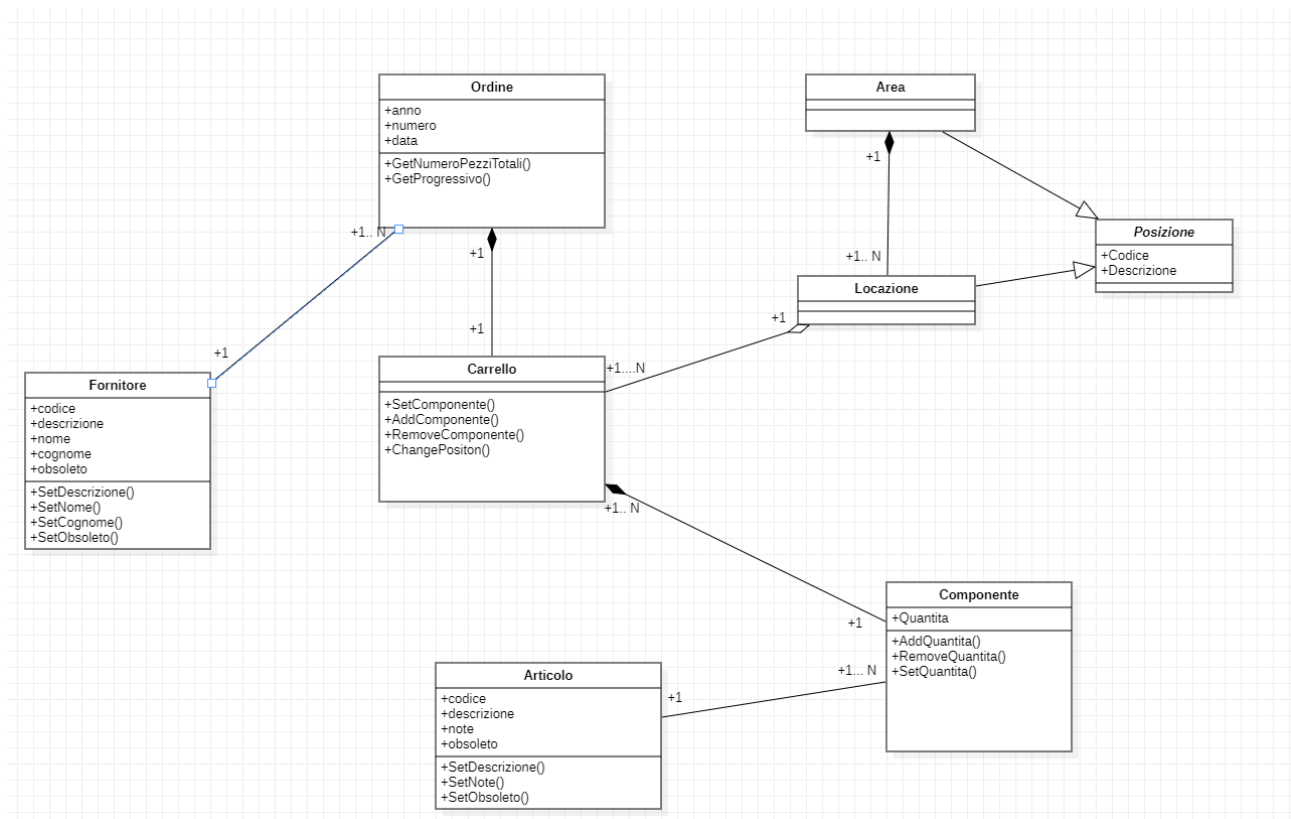 Ordine
+anno
+numero
+data
+GetNumeroPezziTotali()
+GetProgressivo()
+1.. N
+1
+1
+1
Area
+1
+1.. N
Posizione
+Codice
+Descrizione
Locazione
+1
+1....N
Fornitore
+codice
+descrizione
+nome
+cognome
+obsoleto
+SetDescrizione()
+SetNome()
+SetCognome()
+SetObsoleto()
Carrello
+SetComponente()
+AddComponente()
+RemoveComponente()
+ChangePositon()
+1.. N
+1
Componente
+Quantita
+AddQuantita()
+RemoveQuantita()
+SetQuantita()
+1... N
+1
Articolo
+codice
+descrizione
+note
+obsoleto
+SetDescrizione()
+SetNote()
+SetObsoleto()